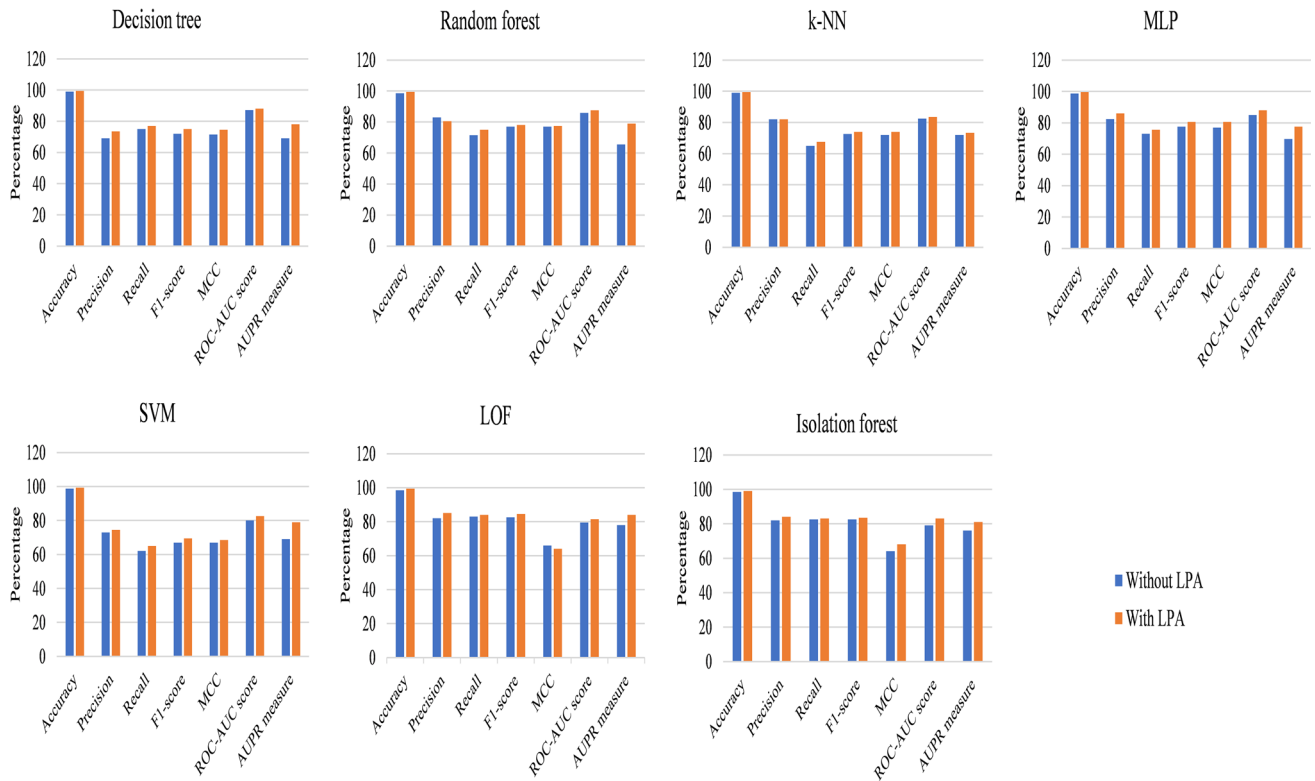 Decision tree
Percentage
120
100
80
60
40
20
0
Accuracy
Precision
Recall
F1-score
MCC
ROC-AUC score
AUPR measure
Random forest
Percentage
120
100
80
60
40
20
0
Accuracy
Precision
Recall
F1-score
MCC
ROC-AUC score
AUPR measure
k-NN
Percentage
120
100
80
60
40
20
0
Accuracy
Precision
Recall
F1-score
MCC
ROC-AUC score
AUPR measure
MLP
Percentage
120
100
80
60
40
20
0
Accuracy
Precision
Recall
F1-score
MCC
ROC-AUC score
AUPR measure
SVM
Percentage
120
100
80
60
40
20
0
Accuracy
Precision
Recall
F1-score
MCC
ROC-AUC score
AUPR measure
LOF
Percentage
120
100
80
60
40
20
0
Accuracy
Precision
Recall
F1-score
MCC
ROC-AUC score
AUPR measure
Isolation forest
Percentage
120
100
80
60
40
20
0
Accuracy
Precision
Recall
F1-score
MCC
ROC-AUC score
AUPR measure
Without LPA
With LPA